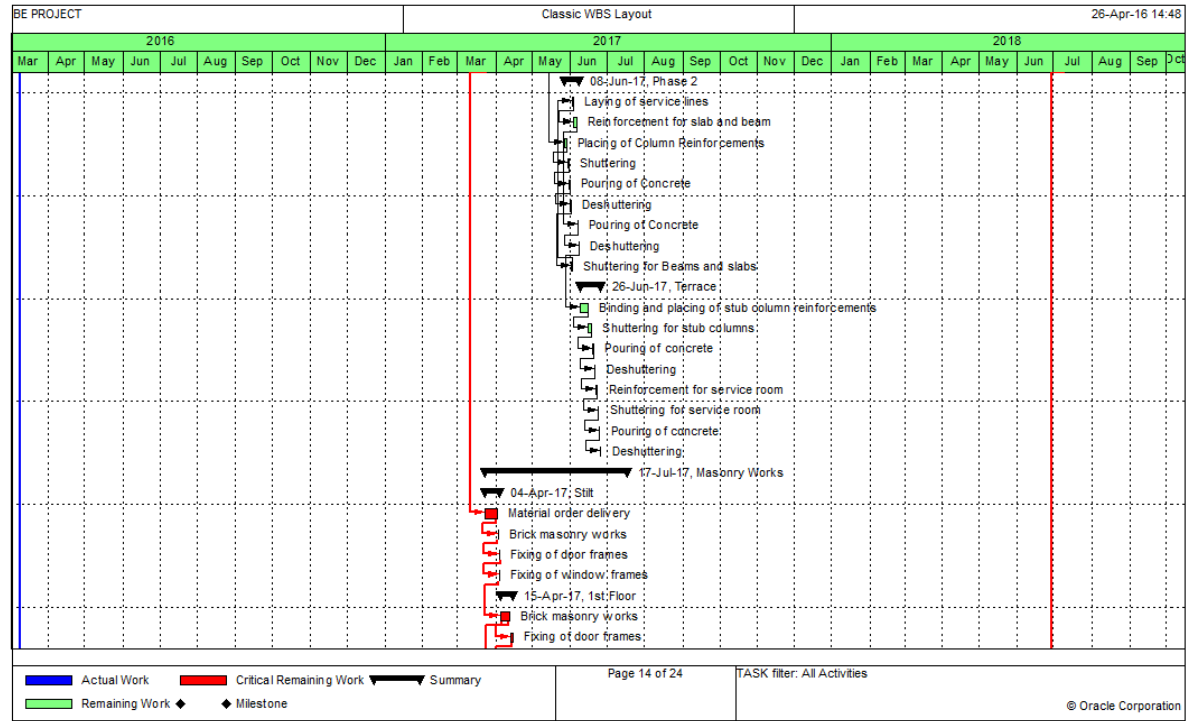 BE PROJECT Classic WBS Layout 26-Apr-16 14:48
2016 2017 2018
Mar Apr May Jun Jul Aug Sep Oct Nov Dec Jan Feb Mar Apr May Jun Jul Aug Sep Oct Nov Dec Jan Feb Mar Apr May Jun Jul Aug Sep Oct
08-Jun-17, Phase 2
Laying of service lines
Reinforcement for slab and beam
Placing of Column Reinforcements
Shuttering
Pouring of Concrete
Deshuttering
Pouring of Concrete
Deshuttering
Shuttering for Beams and slabs
26-Jun-17, Terrace
Binding and placing of stub column reinforcements
Shuttering for stub columns
Pouring of concrete
Deshuttering
Reinforcement for service room
Shuttering for service room
Pouring of concrete
Deshuttering
17-Jul-17, Masonry Works
04-Apr-17, Stilt
Material order delivery
Brick masonry works
Fixing of door frames
Fixing of window frames
15-Apr-17, 1st Floor
Brick masonry works
Fixing of door frames
Actual Work Critical Remaining Work Summary Page 14 of 24 TASK filter: All Activities
Remaining Work Milestone
© Oracle Corporation